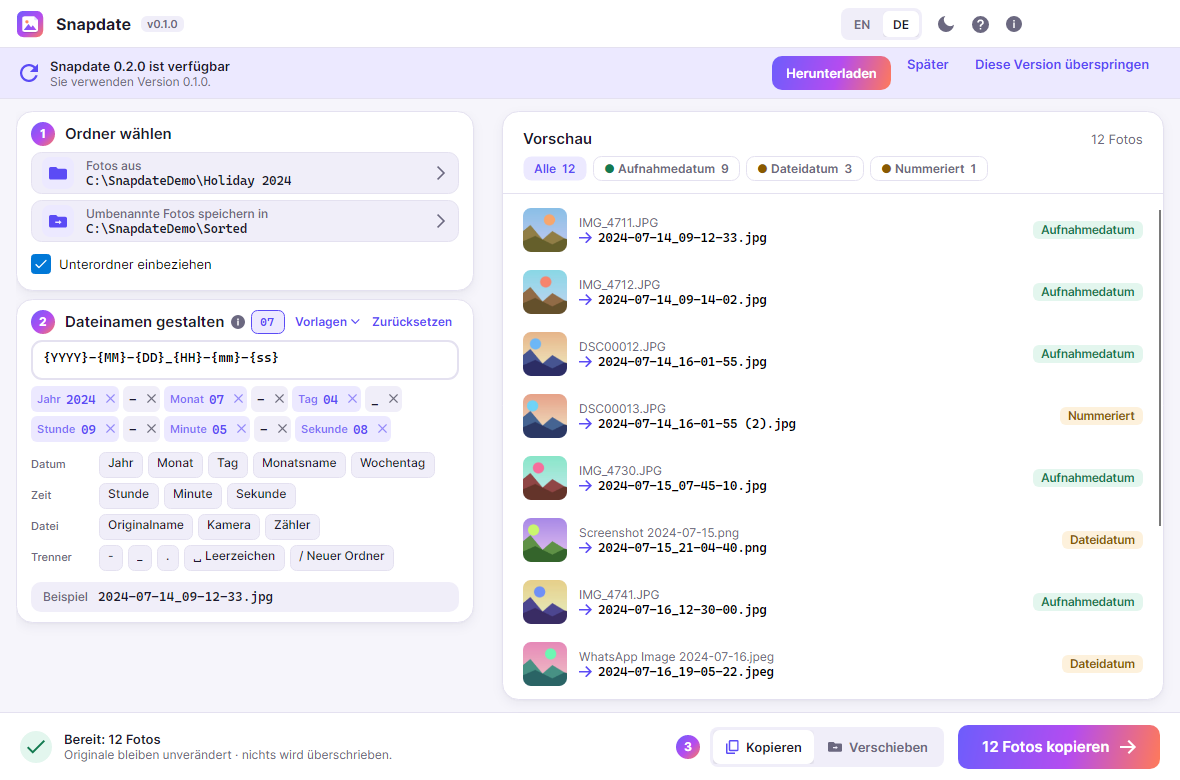 Snapdate v0.1.0 EN DE
Snapdate 0.2.0 ist verfügbar
Sie verwenden Version 0.1.0.
Herunterladen Später Diese Version überspringen
1 Ordner wählen
Fotos aus
C:\SnapdateDemo\Holiday 2024
Umbenannte Fotos speichern in
C:\SnapdateDemo\Sorted
Unterordner einbeziehen
2 Dateinamen gestalten 07 Vorlagen Zurücksetzen
{YYYY}-{MM}-{DD}_{HH}-{mm}-{ss}
Jahr 2024 × - × Monat 07 × - × Tag 04 × _ ×
Stunde 09 × - × Minute 05 × - × Sekunde 08 ×
Datum Jahr Monat Tag Monatsname Wochentag
Zeit Stunde Minute Sekunde
Datei Originalname Kamera Zähler
Trenner - _ . ␣ Leerzeichen / Neuer Ordner
Beispiel 2024-07-14_09-12-33.jpg
Vorschau 12 Fotos
Alle 12 Aufnahmedatum 9 Dateidatum 3 Nummeriert 1
IMG_4711.JPG
→ 2024-07-14_09-12-33.jpg Aufnahmedatum
IMG_4712.JPG
→ 2024-07-14_09-14-02.jpg Aufnahmedatum
DSC00012.JPG
→ 2024-07-14_16-01-55.jpg Aufnahmedatum
DSC00013.JPG
→ 2024-07-14_16-01-55 (2).jpg Nummeriert
IMG_4730.JPG
→ 2024-07-15_07-45-10.jpg Aufnahmedatum
Screenshot 2024-07-15.png
→ 2024-07-15_21-04-40.png Dateidatum
IMG_4741.JPG
→ 2024-07-16_12-30-00.jpg Aufnahmedatum
WhatsApp Image 2024-07-16.jpeg
→ 2024-07-16_19-05-22.jpeg Dateidatum
Bereit: 12 Fotos
Originale bleiben unverändert · nichts wird überschrieben.
3 Kopieren Verschieben 12 Fotos kopieren →